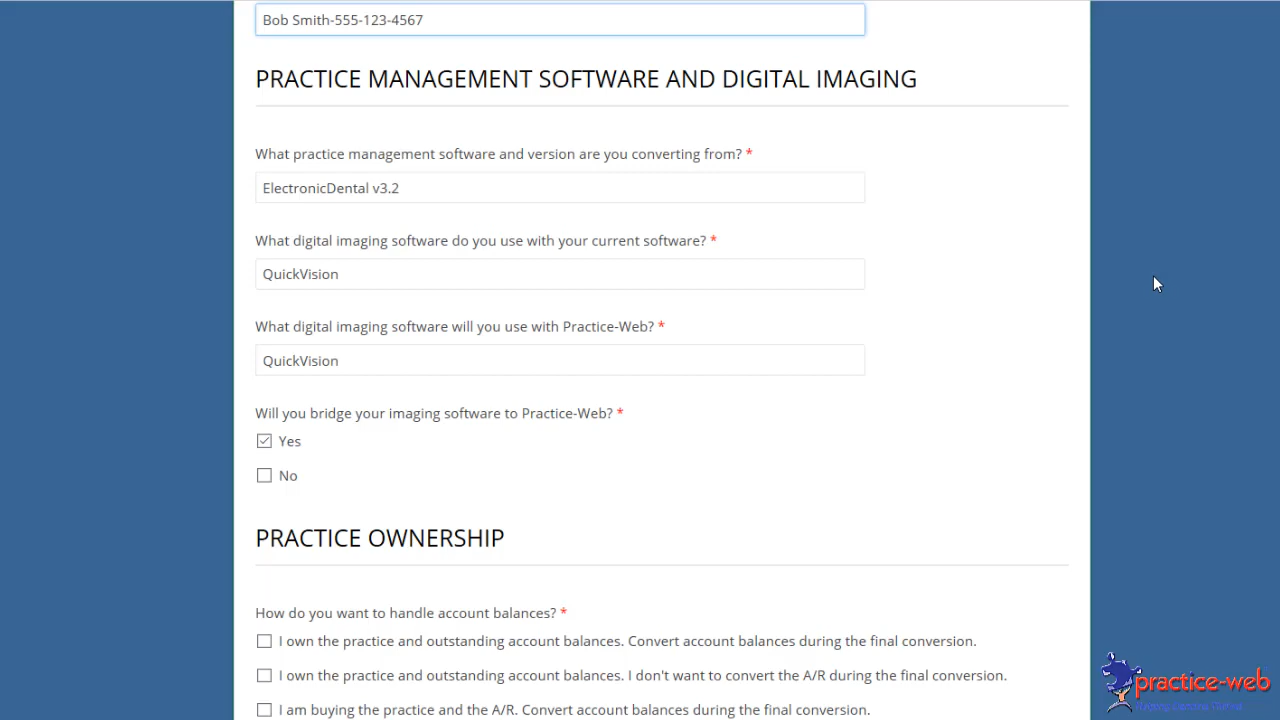 Bob Smith-555-123-4567
PRACTICE MANAGEMENT SOFTWARE AND DIGITAL IMAGING
What practice management software and version are you converting from? *
ElectronicDental v3.2
What digital imaging software do you use with your current software? *
QuickVision
What digital imaging software will you use with Practice-Web? *
QuickVision
Will you bridge your imaging software to Practice-Web? *
Yes
No
PRACTICE OWNERSHIP
How do you want to handle account balances? *
I own the practice and outstanding account balances. Convert account balances during the final conversion.
I own the practice and outstanding account balances. I don't want to convert the A/R during the final conversion.
I am buying the practice and the A/R. Convert account balances during the final conversion.
practice-web